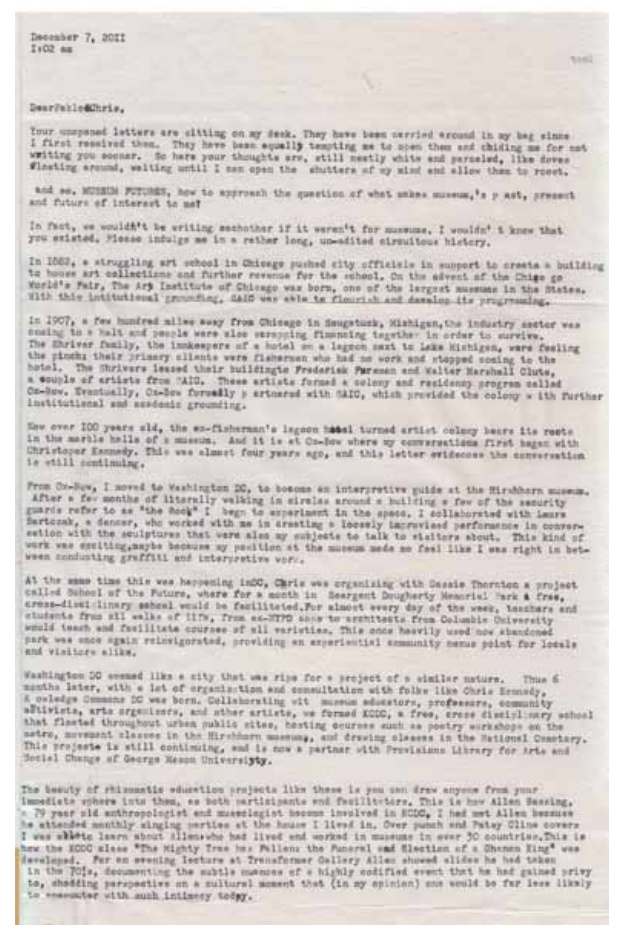 December 7, 2011
I:02 am
DearPablo&Chris,
Your unopened letters are sitting on my desk. They have been carried around in my bag since
I first received them. They have been equally tempting me to open them and chiding me for not
writing you sooner. So here your thoughts are, still neatly white and parseled, like doves
floating around, waiting until I can open the shutters of my mind and allow them to roost.
and so. MUSEUM FUTURES, how to approach the question of what makes museum,'s p ast, present
and future of interest to me?
In fact, we wouldn't be writing eachother if it weren't for museums. I wouldn' t know that
you existed. Please indulge me in a rather long, un-edited circuitous history.
In 1882, a struggling art school in Chicago pushed city officials in support to create a building
to house art collections and further revenue for the school. On the advent of the Chica go
World's Fair, The Art Institute of Chicago was born, one of the largest museums in the States.
With this intitutional grounding, SAIC was able to flourish and develop its programming.
In 1907, a few hundred miles away from Chicago in Saugatuck, Michigan,the industry sector was
coming to a halt and people were also scrapping financing together in order to survive.
The Shriver family, the innkeepers of a hotel on a lagoon next to Lake Michigan, were feeling
the pinch; their primary clients were fishermen who had no work and stopped coming to the
hotel. The Shrivers leased their buildingto Frederick Fursman and Walter Marshall Clute,
a couple of artists from SAIC. These artists formed a colony and residency program called
Ox-Bow. Eventually, Ox-Bow formally p artnered with SAIC, which provided the colony w ith further
institutional and academic grounding.
Now over 100 years old, the ex-fisherman's lagoon hotel turned artist colony bears its roots
in the marble halls of a museum. And it is at Ox-Bow where my conversations first began with
Christoper Kennedy. This was almost four years ago, and this letter evidences the conversation
is still continuing.
From Ox-Bow, I moved to Washington DC, to become an interpretive guide at the Hirshhorn museum.
After a few months of literally walking in circles around a building a few of the security
guards refer to as "the Rock" I begn to experiment in the space. I collaborated with Laura
Bartczak, a dancer, who worked with me in creating a loosely improvised performance in conver-
sation with the sculptures that were also my subjects to talk to visitors about. This kind of
work was exciting,maybe because my position at the museum made me feel like I was right in bet-
ween conducting graffiti and interpretive work.
At the same time this was happening inDC, Chris was organizing with Cassie Thornton a project
called School of the Future, where for a month in Seargent Dougherty Memorial Park a free,
cross-disciplinary school would be facilitated.For almost every day of the week, teachers and
students from all walks of life, from ex-NYPD cops to architects from Columbia University
would teach and facilitate courses of all varieties. This once heavily used now abandoned
park was once again reinvigorated, providing an experiential community nexus point for locals
and visitors alike.
Washington DC seemed like a city that was ripe for a project of a similar nature. Thus 6
months later, with a lot of organization and consultation with folks like Chris Kennedy,
Knowledge Commons DC was born. Collaborating wit museum educators, professors, community
activists, arts organizers, and other artists, we formed KCDC, a free, cross disciplinary school
that floated throughout urban public sites, hosting courses such as poetry workshops on the
metro, movement classes in the Hirshhorn museum, and drawing classes in the National Cemetary.
This projects is still continuing, and is now a partner with Provisions Library for Arts and
Social Change of George Mason University.
The beauty of rhizomatic education projects like these is you can draw anyone from your
immediate sphere into them, as both participants and facilitators. This is how Allen Bassing,
a 79 year old anthropologist and museologist become involved in KCDC, I had met Allen because
he attended monthly singing parties at the house I lived in. Over punch and Patsy Cline covers
I was able to learn about Allenwho had lived and worked in museums in over 30 countries.This is
how the KCDC class "The Mighty Tree has Fallen: the Funeral and Election of a Ghanan King" was
developed. For an evening lecture at Transformer Gallery Allen showed slides he had taken
in the 70's, documenting the subtle nuances of a highly codified event that he had gained privy
to, shedding perspective on a cultural moment that (in my opinion) one would be far less likely
to encounter with such intimacy today.